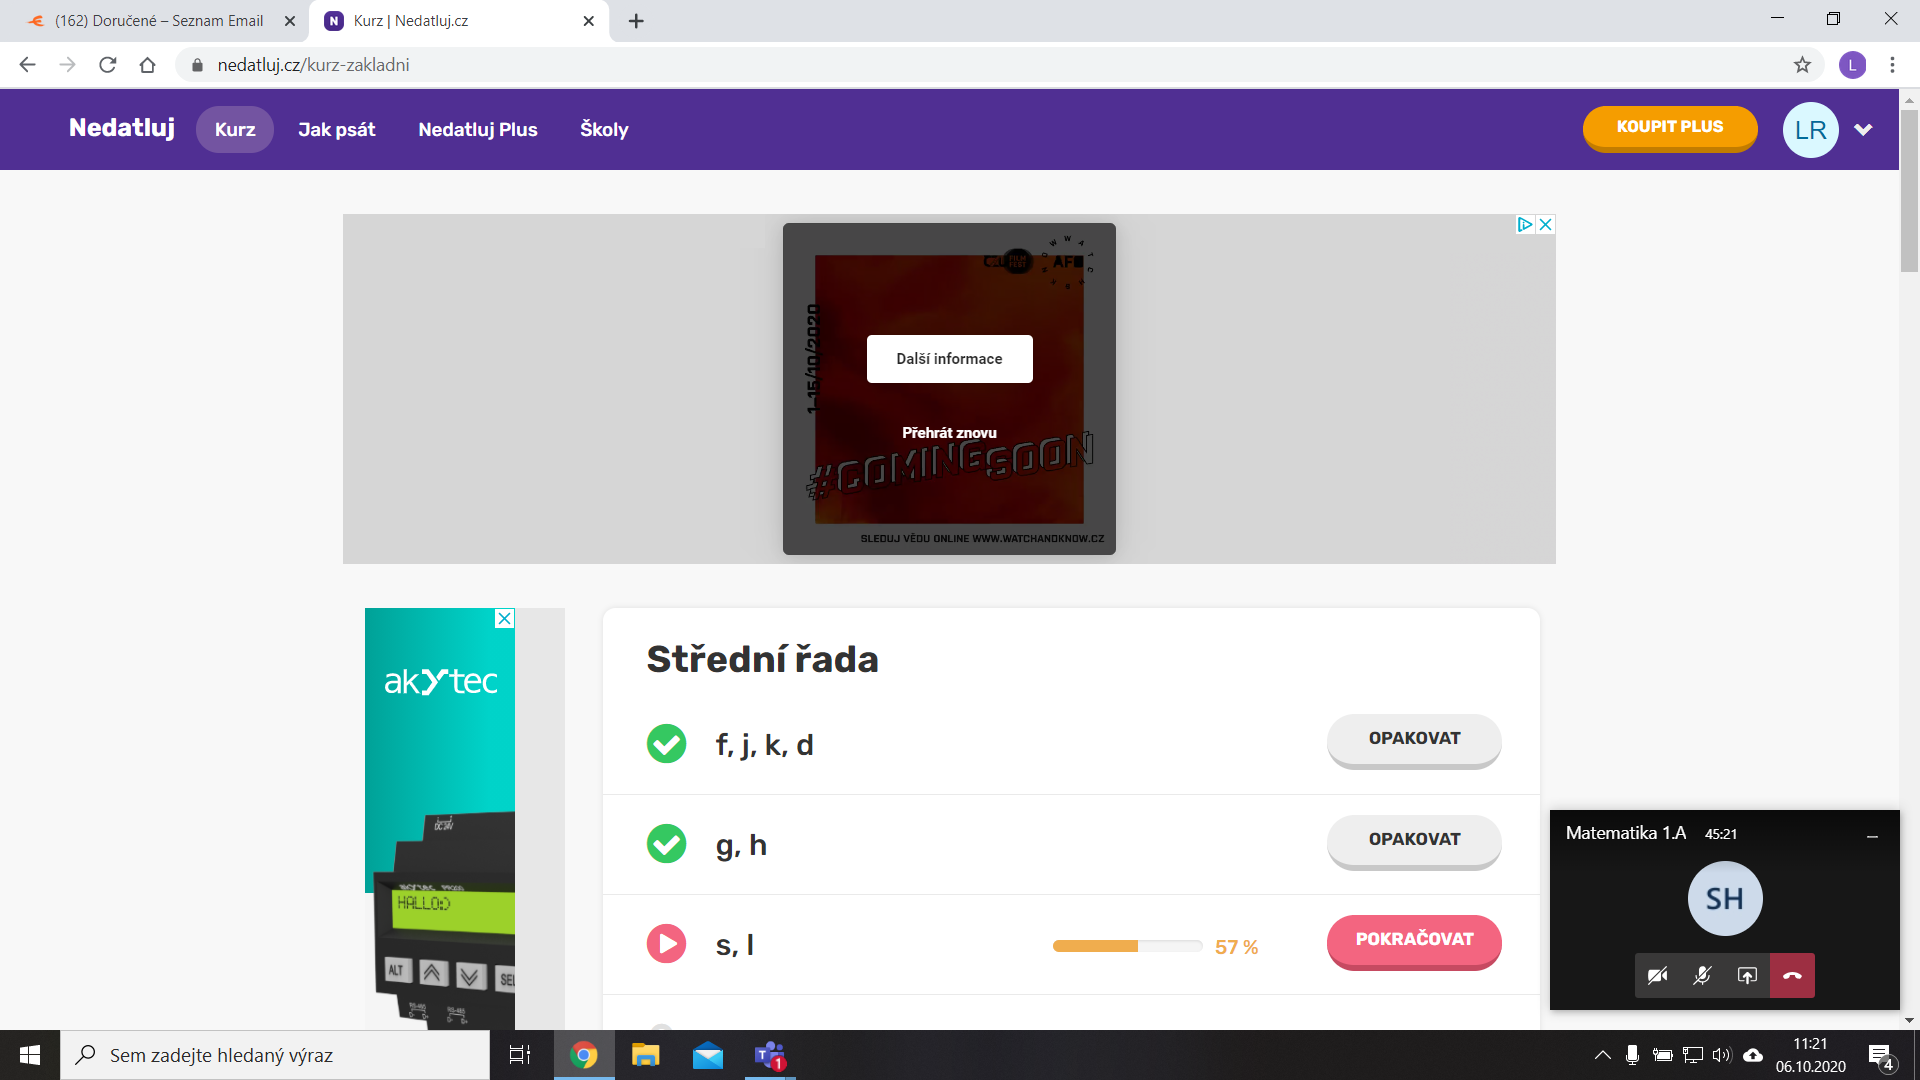 (162) Doručené – Seznam Email
N
Kurz | Nedatluj.cz
nedatluj.cz/kurz-zakladni
L
Nedatluj
Kurz
Jak psát
Nedatluj Plus
Školy
KOUPIT PLUS
LR
1-15/10/2020
Další informace
Přehrát znovu
#COMINGSOON
SLEDUJ VĚDU ONLINE WWW.WATCHANDKNOW.CZ
akYtec
HALLO:)
ALT
SEL
Střední řada
f, j, k, d
OPAKOVAT
g, h
OPAKOVAT
s, l
57 %
POKRAČOVAT
Matematika 1.A 45:21
SH
Sem zadejte hledaný výraz
T
1
11:21
06.10.2020
4